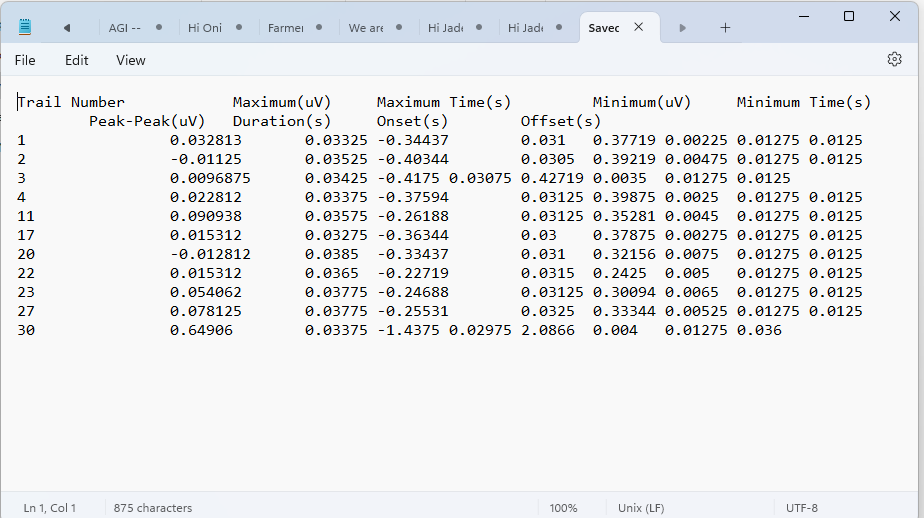 AGI -- Hi Oni Farmer We are Hi Jade Hi Jade Savec
File Edit View
Trail Number Maximum(uV) Maximum Time(s) Minimum(uV) Minimum Time(s)
Peak-Peak(uV) Duration(s) Onset(s) Offset(s)
1 0.032813 0.03325 -0.34437 0.031 0.37719 0.00225 0.01275 0.0125
2 -0.01125 0.03525 -0.40344 0.0305 0.39219 0.00475 0.01275 0.0125
3 0.0096875 0.03425 -0.4175 0.03075 0.42719 0.0035 0.01275 0.0125
4 0.022812 0.03375 -0.37594 0.03125 0.39875 0.0025 0.01275 0.0125
11 0.090938 0.03575 -0.26188 0.03125 0.35281 0.0045 0.01275 0.0125
17 0.015312 0.03275 -0.36344 0.03 0.37875 0.00275 0.01275 0.0125
20 -0.012812 0.0385 -0.33437 0.031 0.32156 0.0075 0.01275 0.0125
22 0.015312 0.0365 -0.22719 0.0315 0.2425 0.005 0.01275 0.0125
23 0.054062 0.03775 -0.24688 0.03125 0.30094 0.0065 0.01275 0.0125
27 0.078125 0.03775 -0.25531 0.0325 0.33344 0.00525 0.01275 0.0125
30 0.64906 0.03375 -1.4375 0.02975 2.0866 0.004 0.01275 0.036
Ln 1, Col 1 875 characters 100% Unix (LF) UTF-8